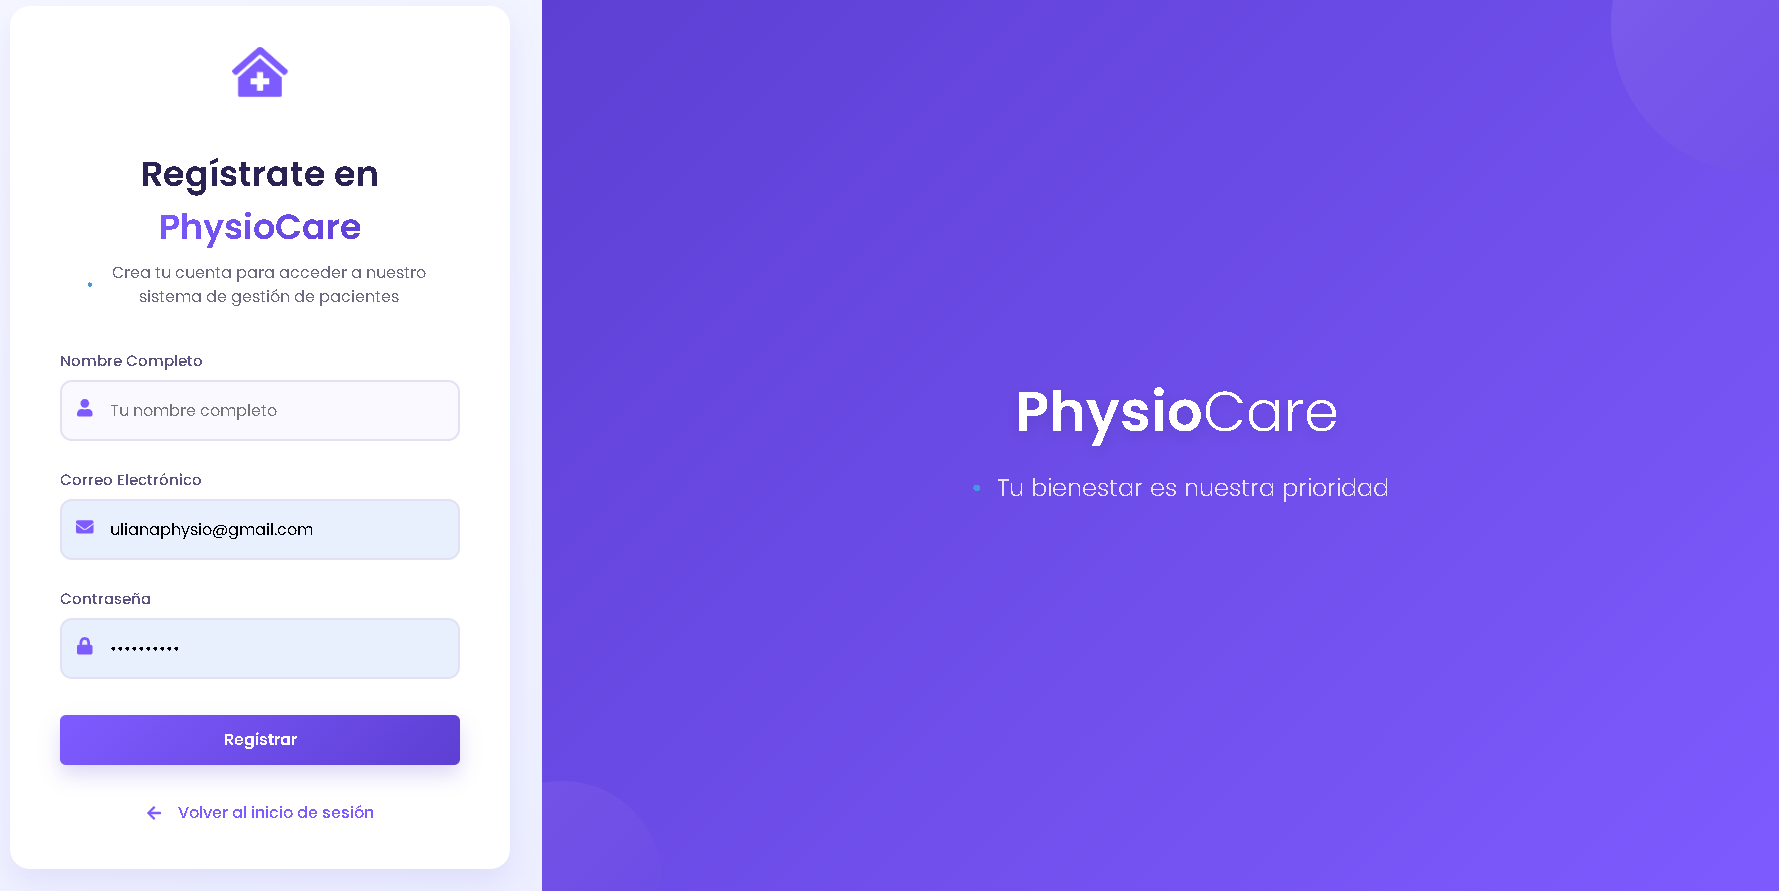 Regístrate en
PhysioCare
Crea tu cuenta para acceder a nuestro
sistema de gestión de pacientes
Nombre Completo
Tu nombre completo
Correo Electrónico
ulianaphysio@gmail.com
Contraseña
••••••••••
Regístrar
Volver al inicio de sesión
PhysioCare
Tu bienestar es nuestra prioridad